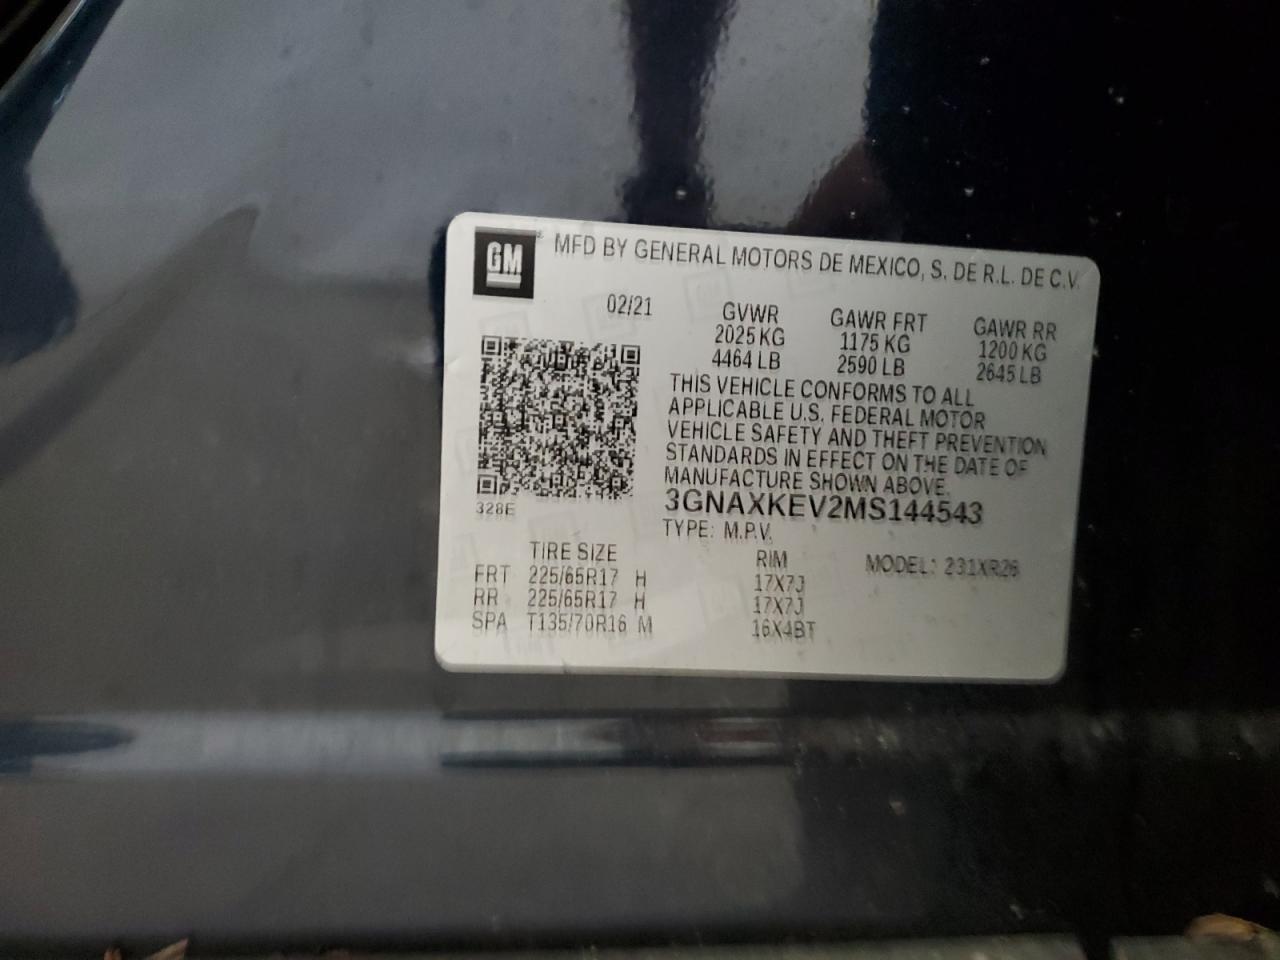 GM MFD BY GENERAL MOTORS DE MEXICO, S. DE R.L. DE C.V.
02/21
GVWR GAWR FRT GAWR RR
2025 KG 1175 KG 1200 KG
4464 LB 2590 LB 2645 LB
THIS VEHICLE CONFORMS TO ALL
APPLICABLE U.S. FEDERAL MOTOR
VEHICLE SAFETY AND THEFT PREVENTION
STANDARDS IN EFFECT ON THE DATE OF
MANUFACTURE SHOWN ABOVE.
328E
3GNAXKEV2MS144543
TYPE: M.P.V.
TIRE SIZE RIM MODEL: 231XR26
FRT 225/65R17 H 17X7J
RR 225/65R17 H 17X7J
SPA T135/70R16 M 16X4BT